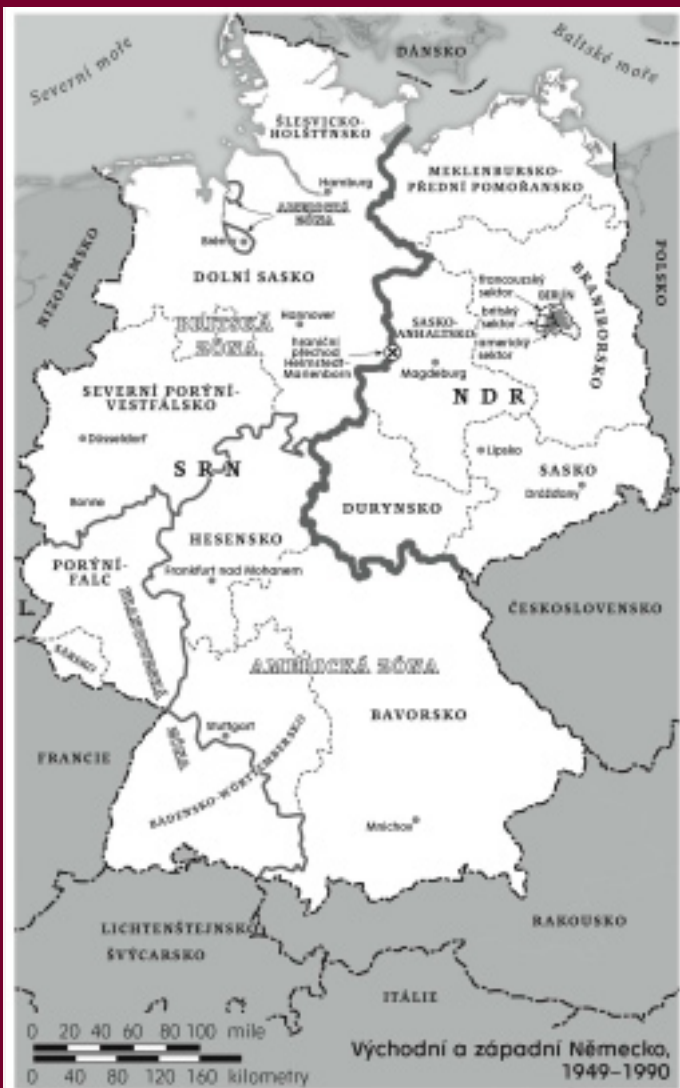 Severní moře
DÁNSKO
Baltské moře
ŠLESVICKO-
HOLŠTÝNSKO
MEKLENBURSKO-
PŘEDNÍ POMOŘANSKO
Hamburg
AMERICKÁ
ZÓNA
Brémy
NIZOZEMSKO
DOLNÍ SASKO
POLSKO
francouzský
sektor
BERLÍN
britský
sektor
americký
sektor
BRANIBORSKO
Hannover
BRITSKÁ
ZÓNA
hraniční
přechod
Helmstedt-
Marienborn
SASKO-
ANHALTSKO
Magdeburg
SEVERNÍ PORÝNÍ-
VESTFÁLSKO
NDR
Düsseldorf
Lipsko
SRN
SASKO
Drážďany
Bonne
DURYNSKO
HESENSKO
PORÝNÍ-
FALC
Frankfurt nad Mohanem
L.
ČESKOSLOVENSKO
SÁRSKO
FRANCOUZSKÁ
ZÓNA
AMERICKÁ ZÓNA
BAVORSKO
FRANCIE
Stuttgart
BÁDENSKO-WÜRTTEMBERSKO
Mnichov
LICHTENŠTEJNSKO
ŠVÝCARSKO
RAKOUSKO
ITÁLIE
0 20 40 60 80 100 mile
0 40 80 120 160 kilometry
Východní a západní Německo,
1949–1990